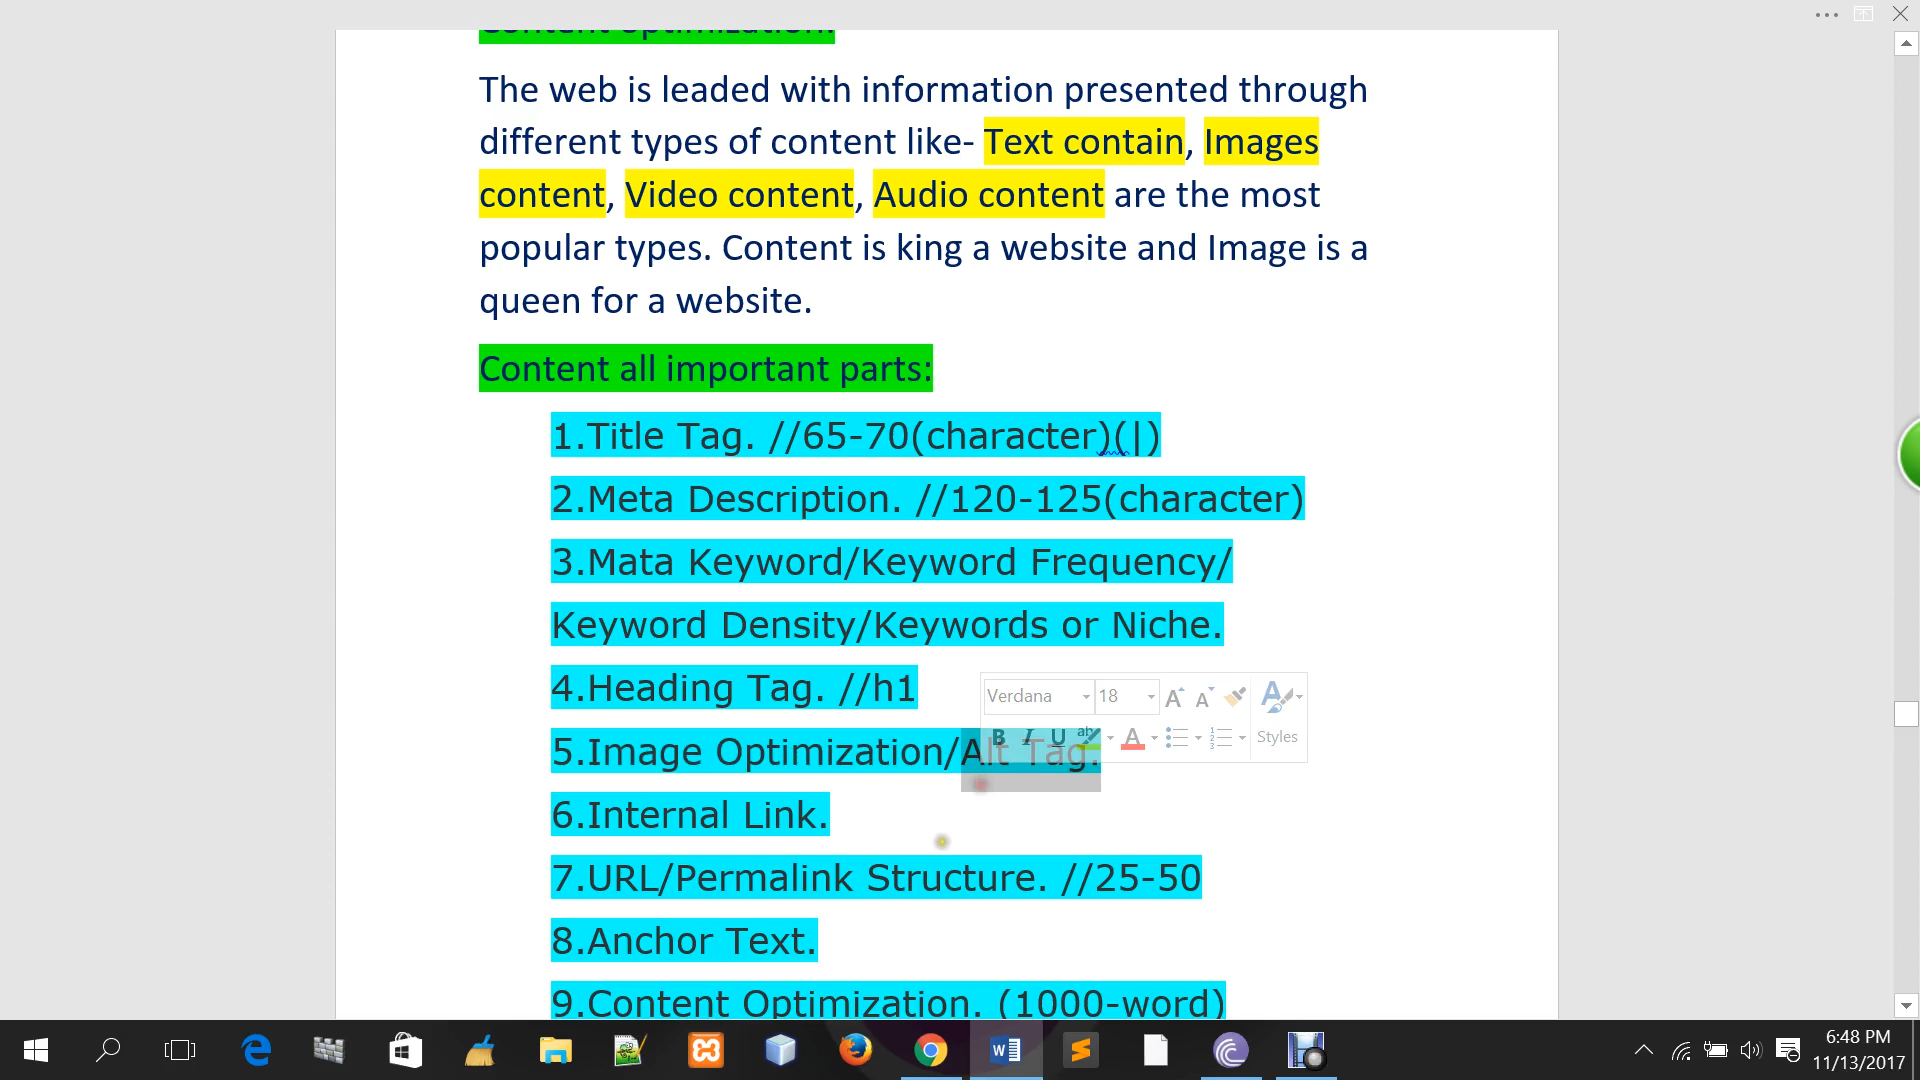 Content optimization:
The web is leaded with information presented through
different types of content like- Text contain, Images
content, Video content, Audio content are the most
popular types. Content is king a website and Image is a
queen for a website.
Content all important parts:
1.Title Tag. //65-70(character)(|)
2.Meta Description. //120-125(character)
3.Mata Keyword/Keyword Frequency/
Keyword Density/Keywords or Niche.
4.Heading Tag. //h1
Verdana 18
B I U ab A Styles
5.Image Optimization/Alt Tag.
6.Internal Link.
7.URL/Permalink Structure. //25-50
8.Anchor Text.
9.Content Optimization. (1000-word)
6:48 PM
11/13/2017